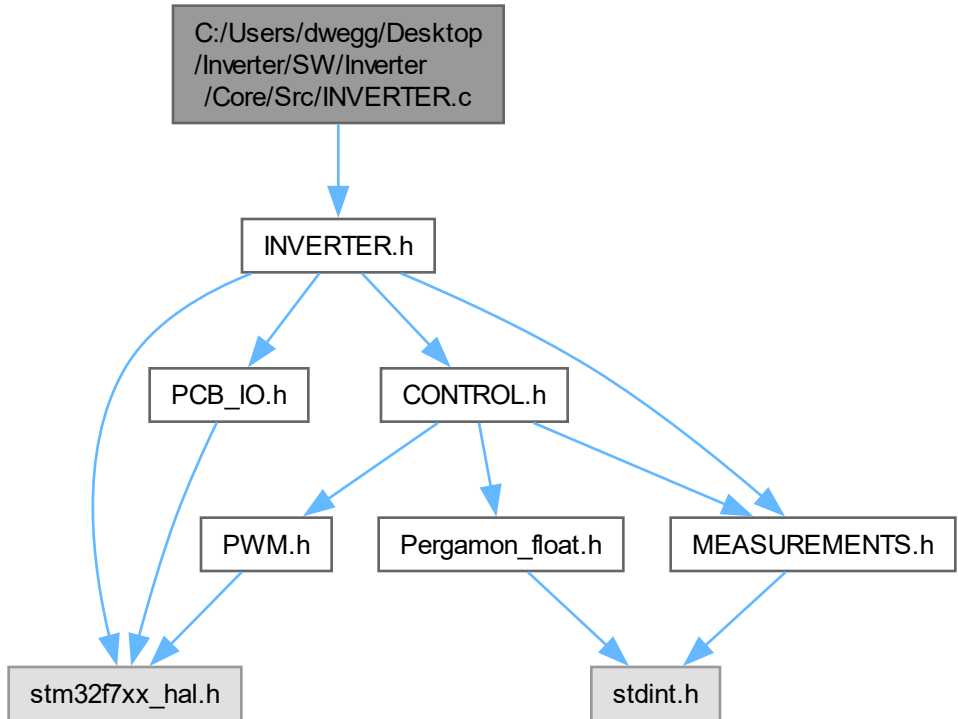 C:/Users/dwegg/Desktop
/Inverter/SW/Inverter
/Core/Src/INVERTER.c
INVERTER.h
PCB_IO.h
CONTROL.h
PWM.h
Pergamon_float.h
MEASUREMENTS.h
stm32f7xx_hal.h
stdint.h